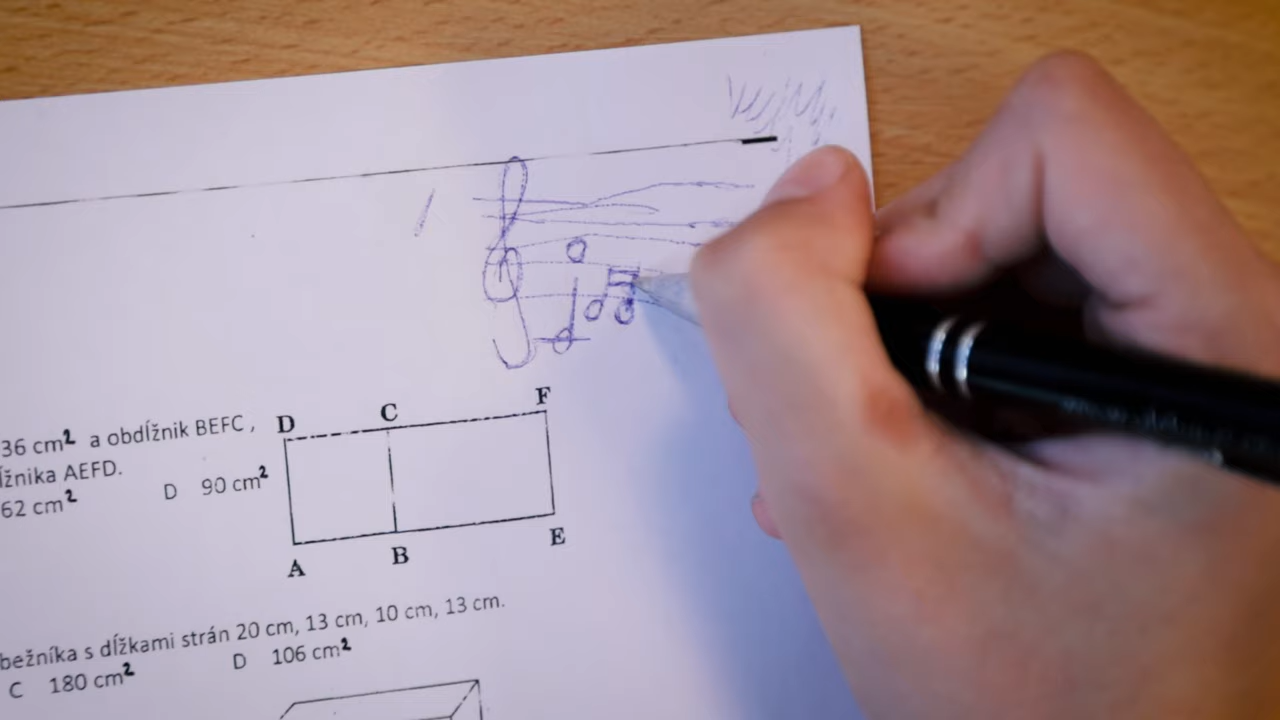 36 cm² a obdĺžnik BEFC ,
ĺžnika AEFD.
62 cm² D 90 cm²
D C F
A B E
bežníka s dĺžkami strán 20 cm, 13 cm, 10 cm, 13 cm.
C 180 cm² D 106 cm²